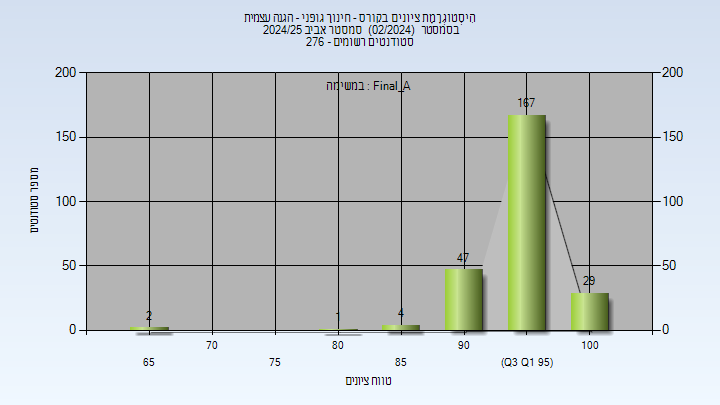 היסטוגרמת ציונים בקורס - חינוך גופני - הגנה עצמית
בסמסטר (02/2024) סמסטר אביב 2024/25
סטודנטים רשומים - 276
במשימה : Final_A
מספר סטודנטים
200 200
150 150
100 100
50 50
0 0
2 1 4 47 167 29
65 70 75 80 85 90 (Q3 Q1 95) 100
טווח ציונים